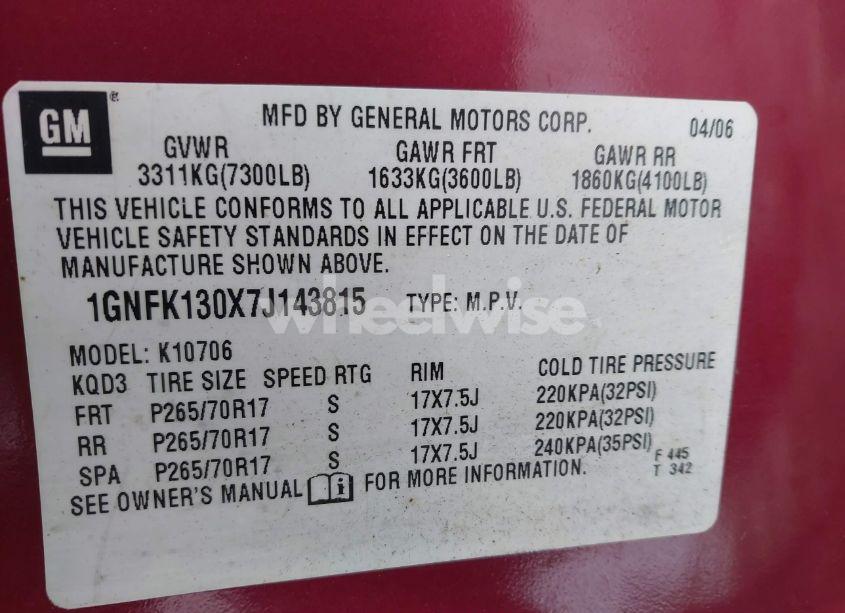 GM ®
MFD BY GENERAL MOTORS CORP. 04/06
GVWR GAWR FRT GAWR RR
3311KG(7300LB) 1633KG(3600LB) 1860KG(4100LB)
THIS VEHICLE CONFORMS TO ALL APPLICABLE U.S. FEDERAL MOTOR
VEHICLE SAFETY STANDARDS IN EFFECT ON THE DATE OF
MANUFACTURE SHOWN ABOVE.
1GNFK130X7J143815 TYPE: M.P.V.
wheelwise
MODEL: K10706
KQD3 TIRE SIZE SPEED RTG RIM COLD TIRE PRESSURE
FRT P265/70R17 S 17X7.5J 220KPA(32PSI)
RR P265/70R17 S 17X7.5J 220KPA(32PSI)
SPA P265/70R17 S 17X7.5J 240KPA(35PSI)
SEE OWNER'S MANUAL i FOR MORE INFORMATION.
F 445
T 342